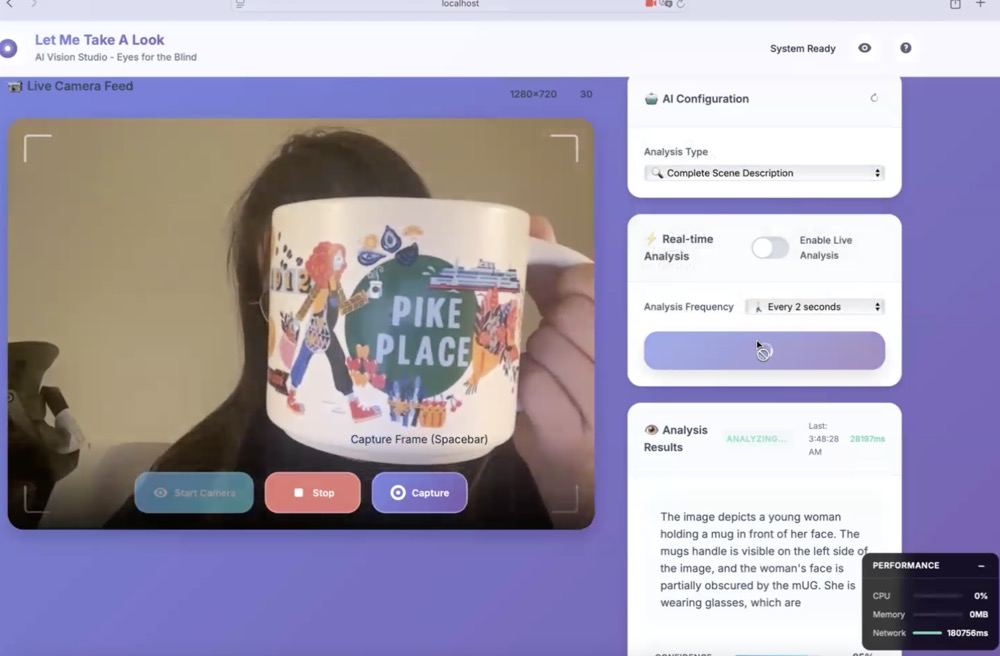 localhost
Let Me Take A Look
AI Vision Studio - Eyes for the Blind
System Ready
Live Camera Feed
1280×720 30
1912
PIKE
PLACE
Capture Frame (Spacebar)
Start Camera
Stop
Capture
AI Configuration
Analysis Type
Complete Scene Description
Real-time
Analysis
Enable Live
Analysis
Analysis Frequency
Every 2 seconds
Analysis
Results
ANALYZING...
Last:
3:48:28
AM
28197ms
The image depicts a young woman
holding a mug in front of her face. The
mugs handle is visible on the left side of
the image, and the woman's face is
partially obscured by the mUG. She is
wearing glasses, which are
PERFORMANCE
CPU 0%
Memory 0MB
Network 180756ms